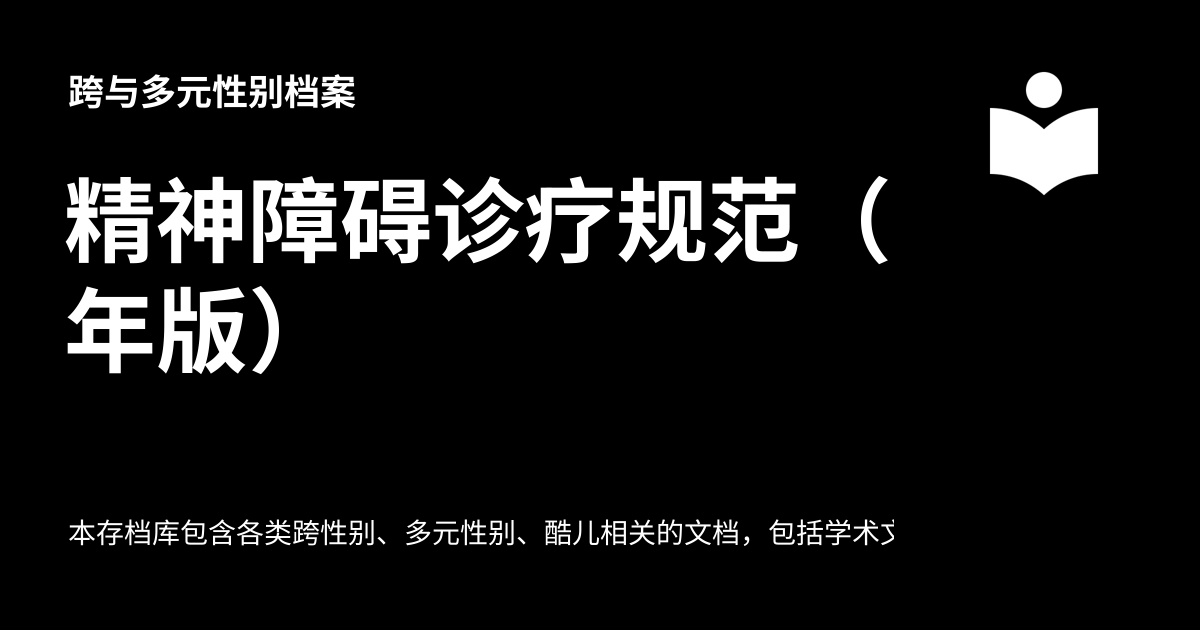 跨与多元性别档案
精神障碍诊疗规范（
年版）
本存档库包含各类跨性别、多元性别、酷儿相关的文档，包括学术